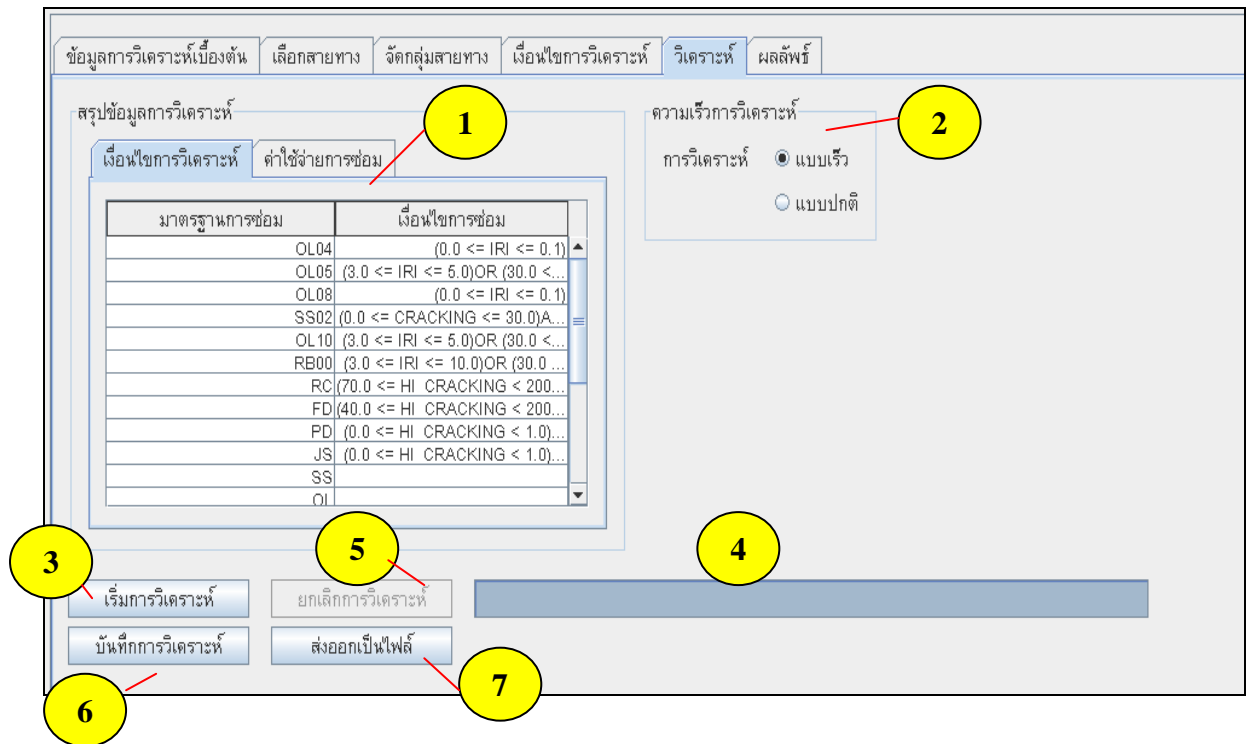 ข้อมูลการวิเคราะห์เบื้องต้น เลือกสายทาง จัดกลุ่มสายทาง เงื่อนไขการวิเคราะห์ วิเคราะห์ ผลลัพธ์
สรุปข้อมูลการวิเคราะห์ ความเร็วการวิเคราะห์
1 2
เงื่อนไขการวิเคราะห์ ค่าใช้จ่ายการซ่อม การวิเคราะห์ แบบเร็ว
แบบปกติ
มาตรฐานการซ่อม เงื่อนไขการซ่อม
OL04 (0.0 <= IRI <= 0.1)
OL05 (3.0 <= IRI <= 5.0)OR (30.0 <...
OL08 (0.0 <= IRI <= 0.1)
SS02 (0.0 <= CRACKING <= 30.0)A...
OL10 (3.0 <= IRI <= 5.0)OR (30.0 <...
RB00 (3.0 <= IRI <= 10.0)OR (30.0 ...
RC (70.0 <= HI CRACKING < 200...
FD (40.0 <= HI CRACKING < 200...
PD (0.0 <= HI CRACKING < 1.0)...
JS (0.0 <= HI CRACKING < 1.0)...
SS
OL
3 5 4
เริ่มการวิเคราะห์ ยกเลิกการวิเคราะห์
บันทึกการวิเคราะห์ ส่งออกเป็นไฟล์
6 7